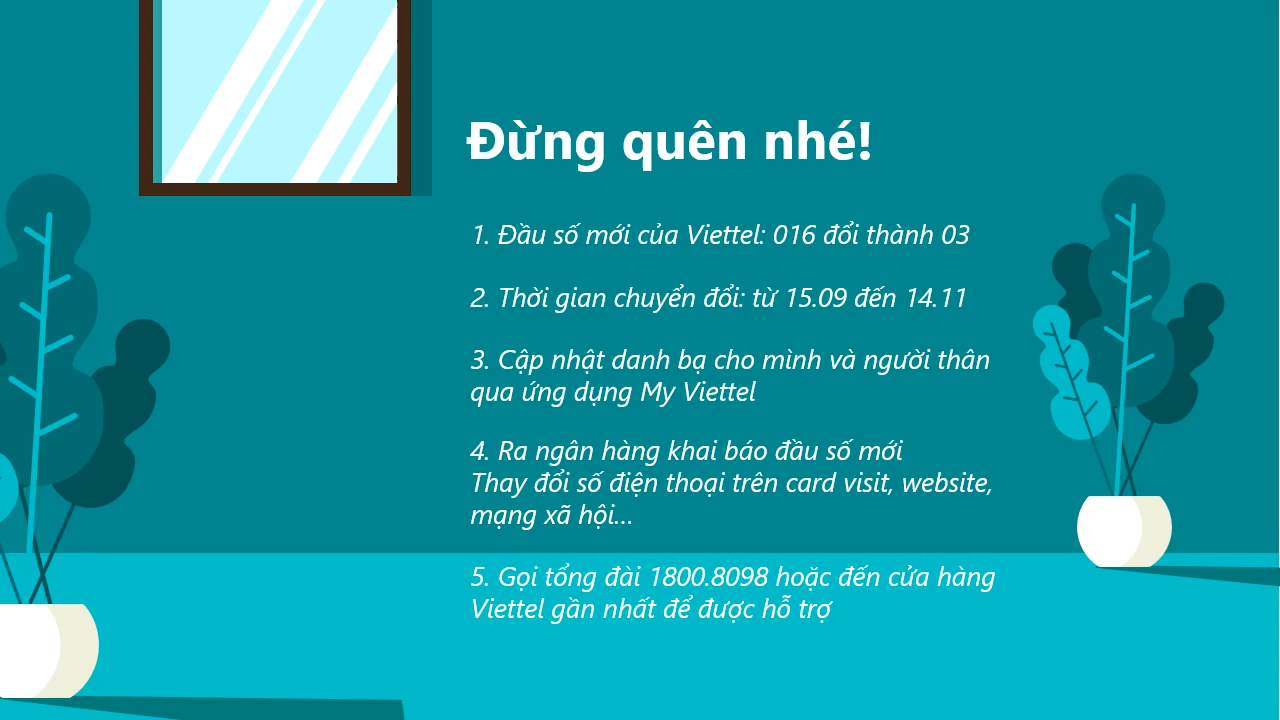 Đừng quên nhé!
1. Đầu số mới của Viettel: 016 đổi thành 03
2. Thời gian chuyển đổi: từ 15.09 đến 14.11
3. Cập nhật danh bạ cho mình và người thân
qua ứng dụng My Viettel
4. Ra ngân hàng khai báo đầu số mới
Thay đổi số điện thoại trên card visit, website,
mạng xã hội...
5. Gọi tổng đài 1800.8098 hoặc đến cửa hàng
Viettel gần nhất để được hỗ trợ